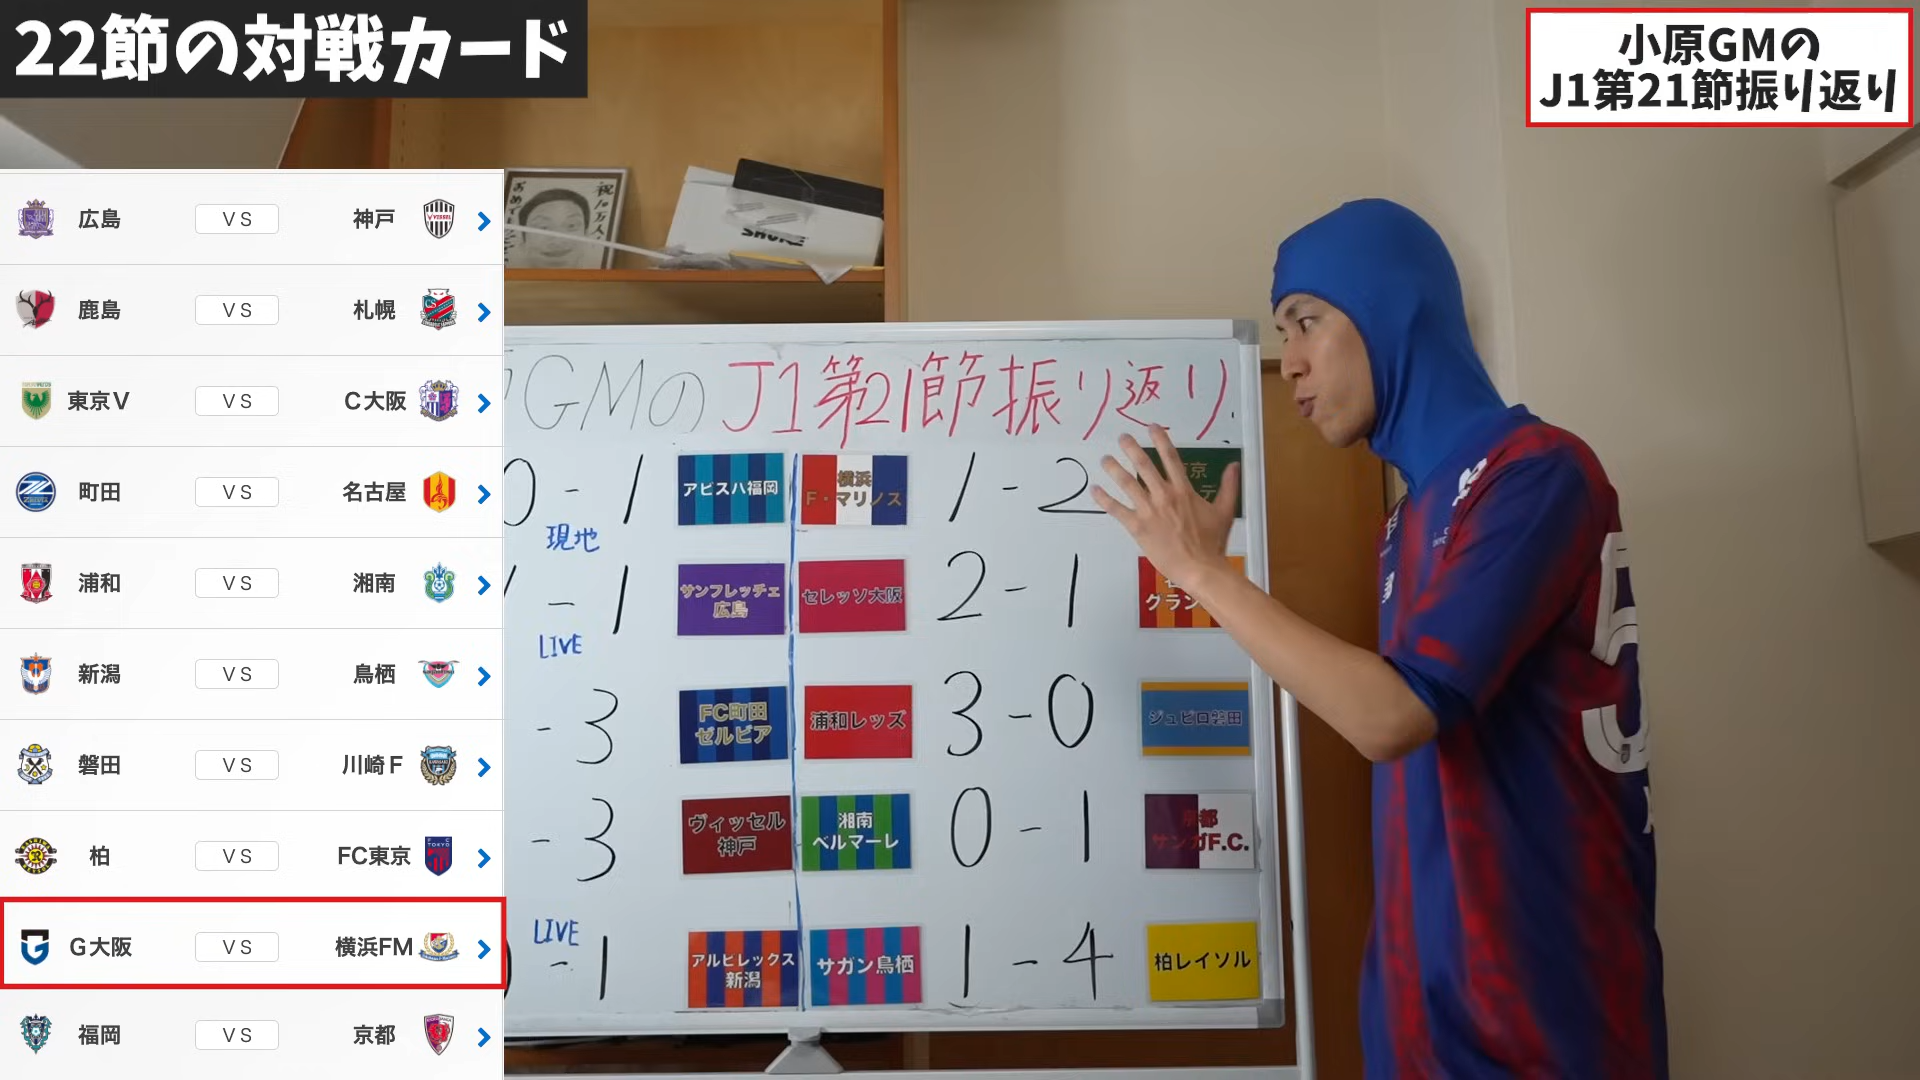 22節の対戦カード
小原GMの
J1第21節振り返り
広島 VS 神戸
鹿島 VS 札幌
東京V VS C大阪
町田 VS 名古屋
浦和 VS 湘南
新潟 VS 鳥栖
磐田 VS 川崎F
柏 VS FC東京
G大阪 VS 横浜FM
福岡 VS 京都
SHURE
GMのJ1第21節振り返り
0-1 アビスパ福岡 横浜F・マリノス 1-2
現地
-1 サンフレッチェ広島 セレッソ大阪 2-1 グラン
LIVE
-3 FC町田ゼルビア 浦和レッズ 3-0 ジュビロ磐田
-3 ヴィッセル神戸 湘南ベルマーレ 0-1 京都サンガF.C.
LIVE
-1 アルビレックス新潟 サガン鳥栖 1-4 柏レイソル